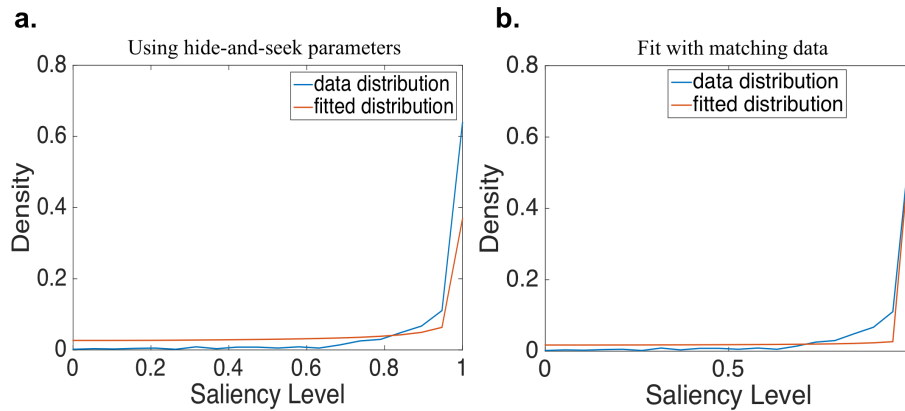 a.
Using hide-and-seek parameters
0.8
0.6
0.4
0.2
0
Density
data distribution
fitted distribution
0 0.2 0.4 0.6 0.8 1
Saliency Level
b.
Fit with matching data
0.8
0.6
0.4
0.2
0
Density
data distribution
fitted distribution
0 0.5
Saliency Level